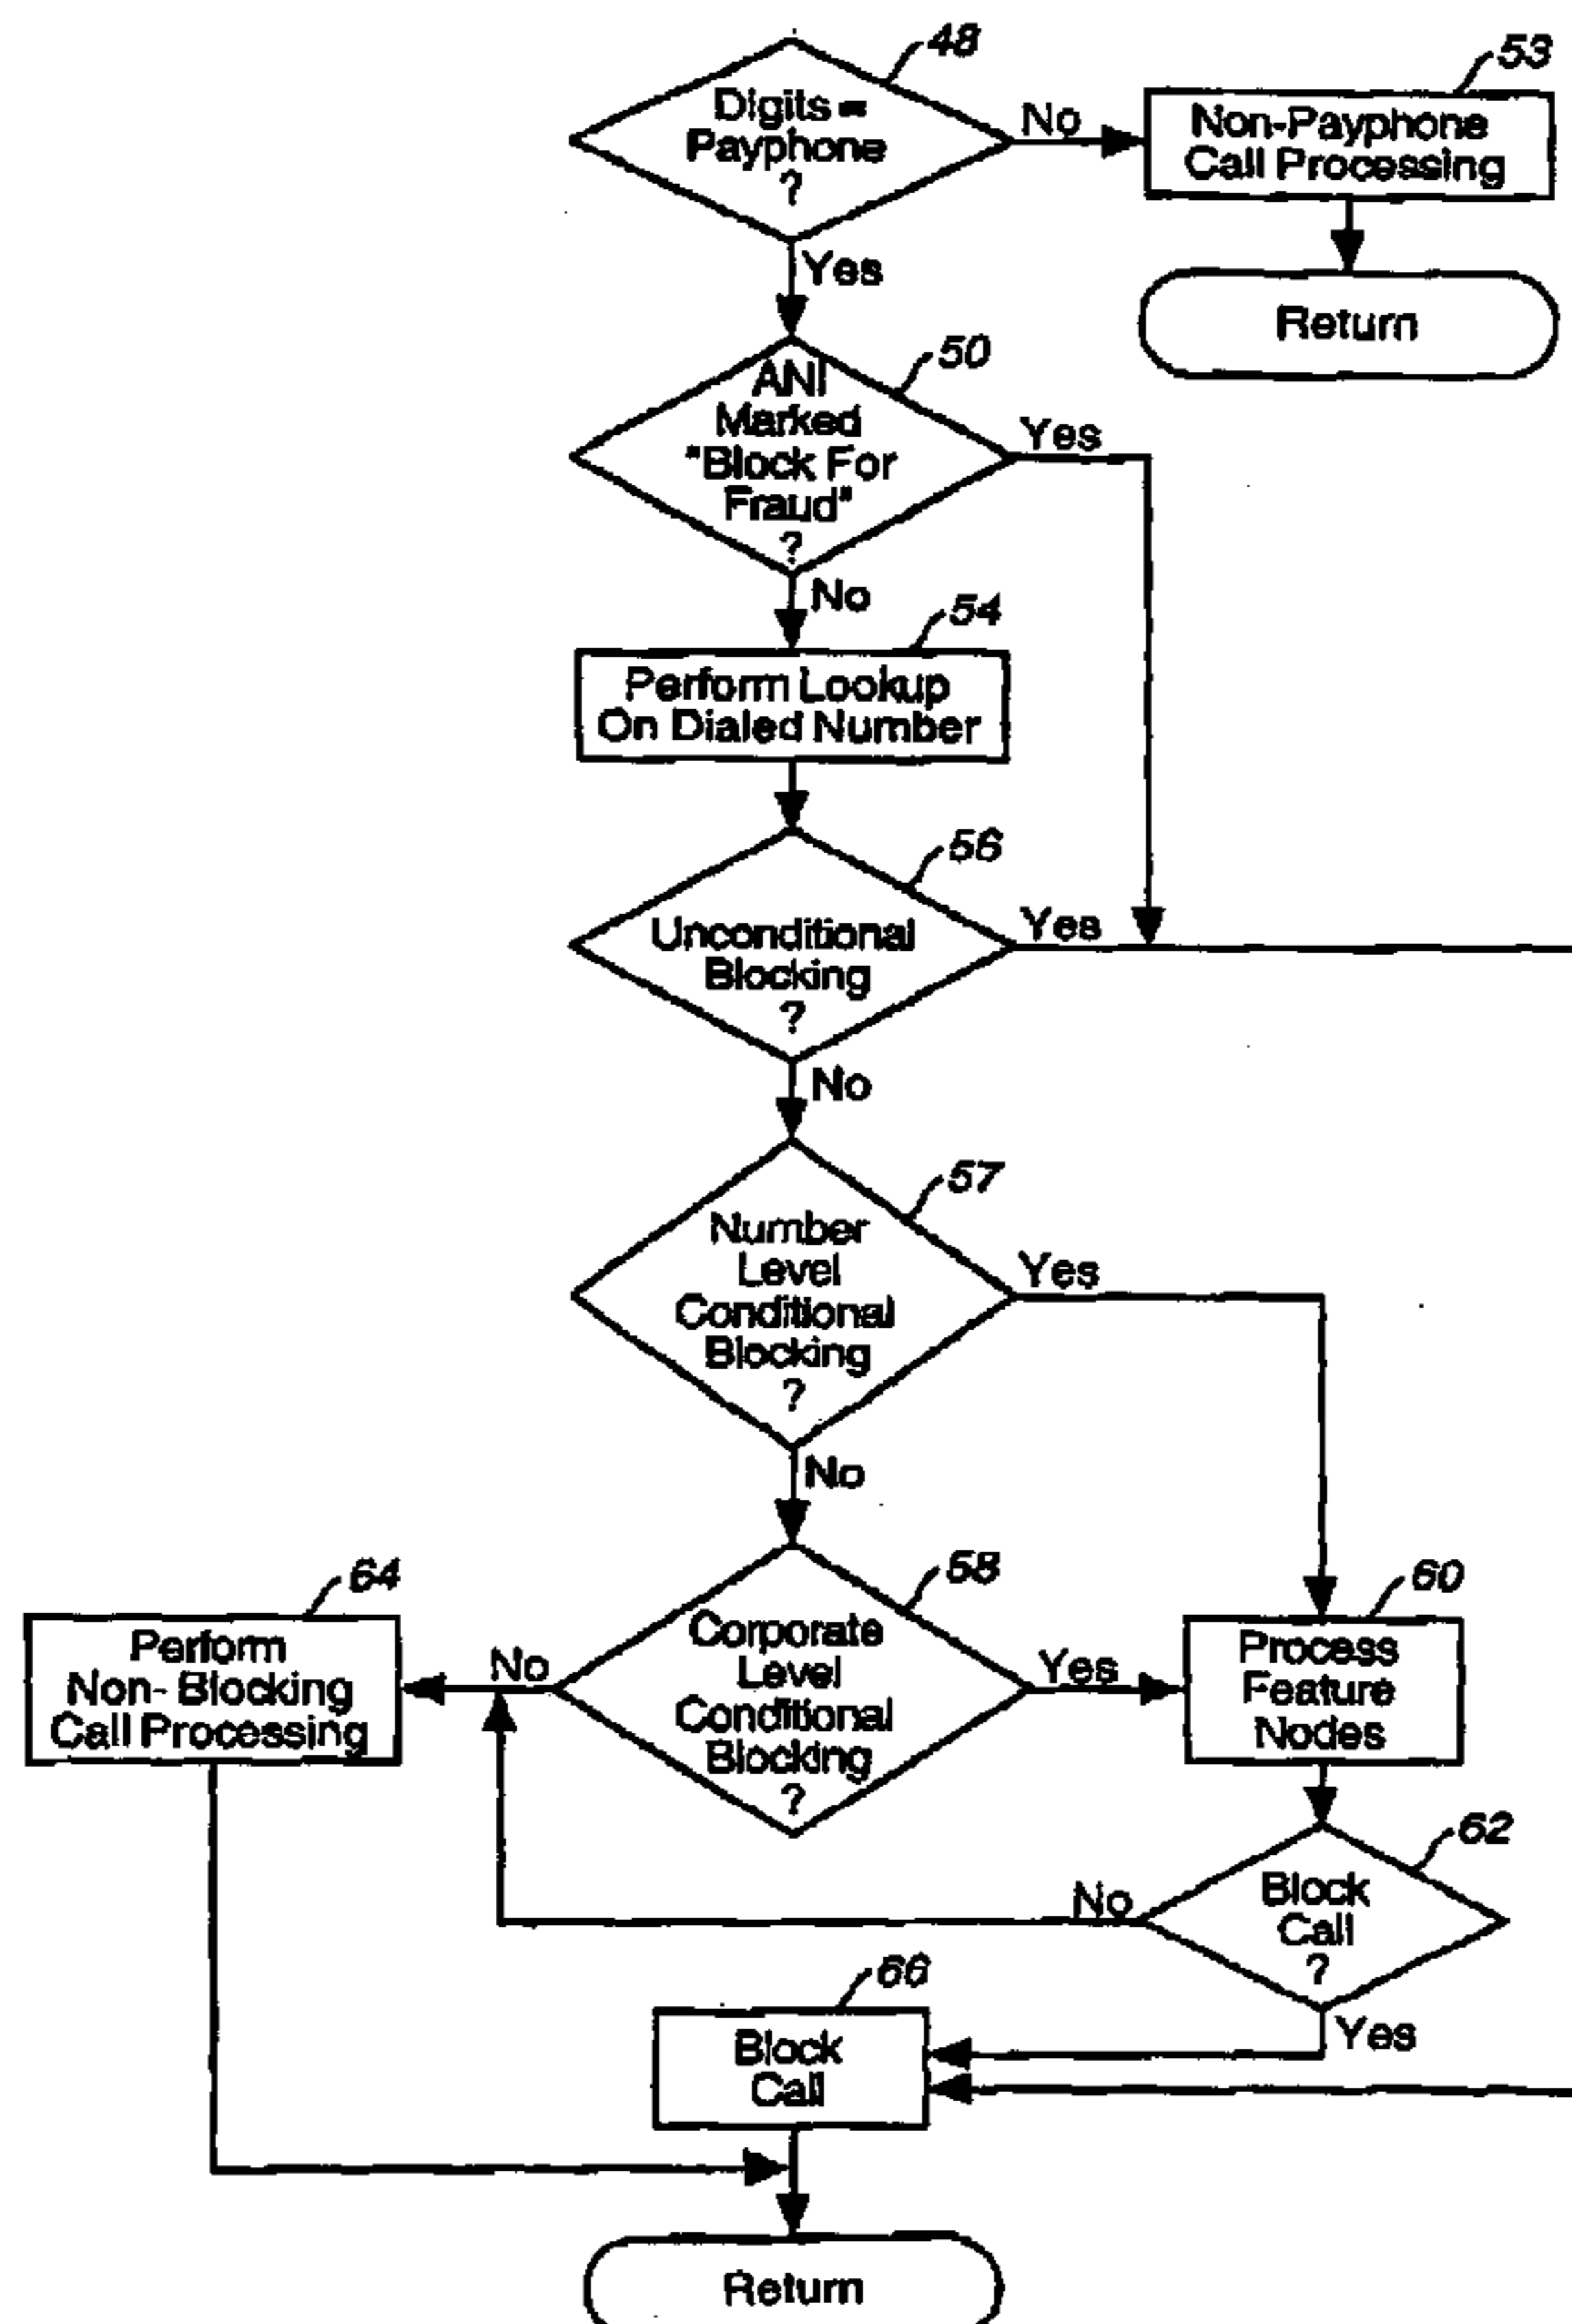 48
Digits =
Payphone
?
No
53
Non-Payphone
Call Processing
Return
Yes
50
ANI
Marked
"Block For
Fraud"
?
Yes
No
54
Perform Lookup
On Dialed Number
56
Unconditional
Blocking
?
Yes
No
57
Number
Level
Conditional
Blocking
?
Yes
No
58
Corporate
Level
Conditional
Blocking
?
No
Yes
64
Perform
Non-Blocking
Call Processing
60
Process
Feature
Nodes
62
Block
Call
?
No
Yes
66
Block
Call
Return